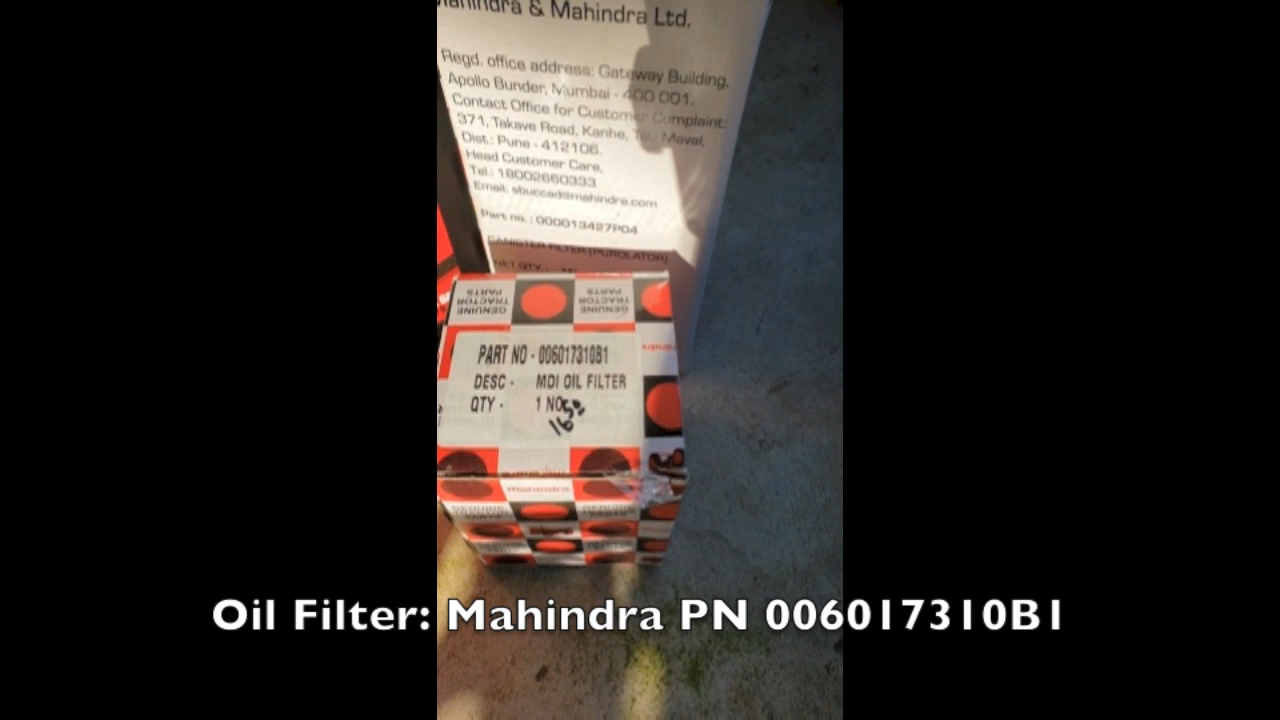 Mahindra & Mahindra Ltd.
Regd. office address: Gateway Building,
Apollo Bunder, Mumbai - 400 001.
Contact Office for Customer Complaint:
371, Takave Road, Kanhe, Tal.: Maval,
Dist.: Pune - 412106.
Head Customer Care,
Tel.: 18002660333
Email: sbuccad@mahindra.com
Part no. : 000013427P04
CANISTER FILTER (PUROLATOR)
NET QTY. :
GENUINE TRACTOR PARTS
GENUINE TRACTOR PARTS
PART NO - 006017310B1
DESC - MDI OIL FILTER
QTY - 1 NO
1650
Oil Filter: Mahindra PN 006017310B1